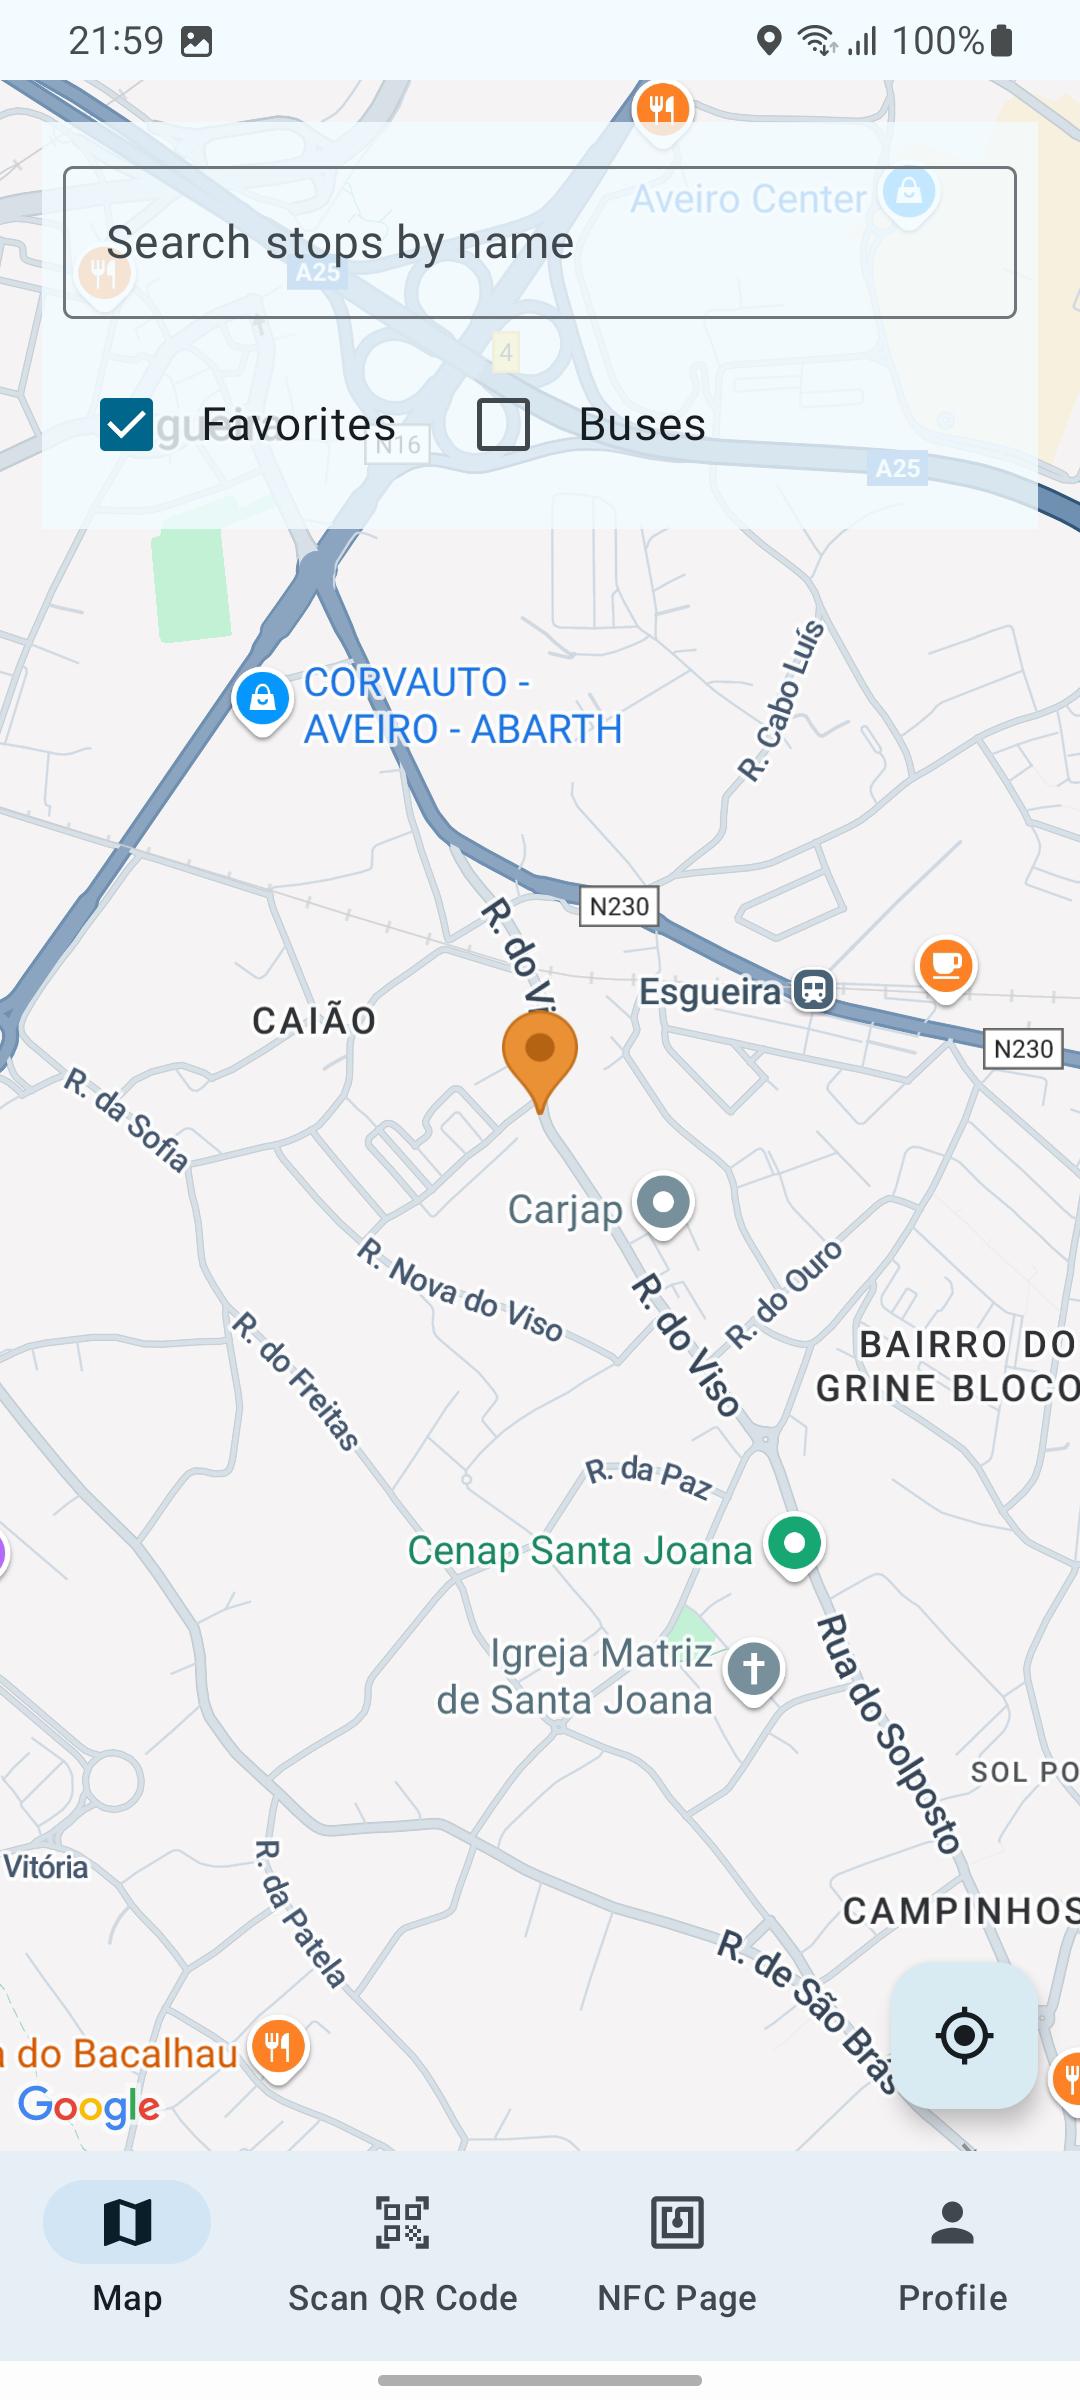 21:59
100%
Aveiro Center
Search stops by name
A25
4
Favorites
Buses
N16
A25
CORVAUTO -
AVEIRO - ABARTH
R. Cabo Luís
R. do Vi
N230
Esgueira
CAIÃO
N230
R. da Sofia
Carjap
R. Nova do Viso
R. do Ouro
R. do Viso
R. do Freitas
BAIRRO DO
GRINE BLOCO
R. da Paz
Cenap Santa Joana
Igreja Matriz
de Santa Joana
Rua do Solposto
SOL PO
Vitória
R. da Patela
CAMPINHOS
R. de São Brás
a do Bacalhau
Google
Map
Scan QR Code
NFC Page
Profile